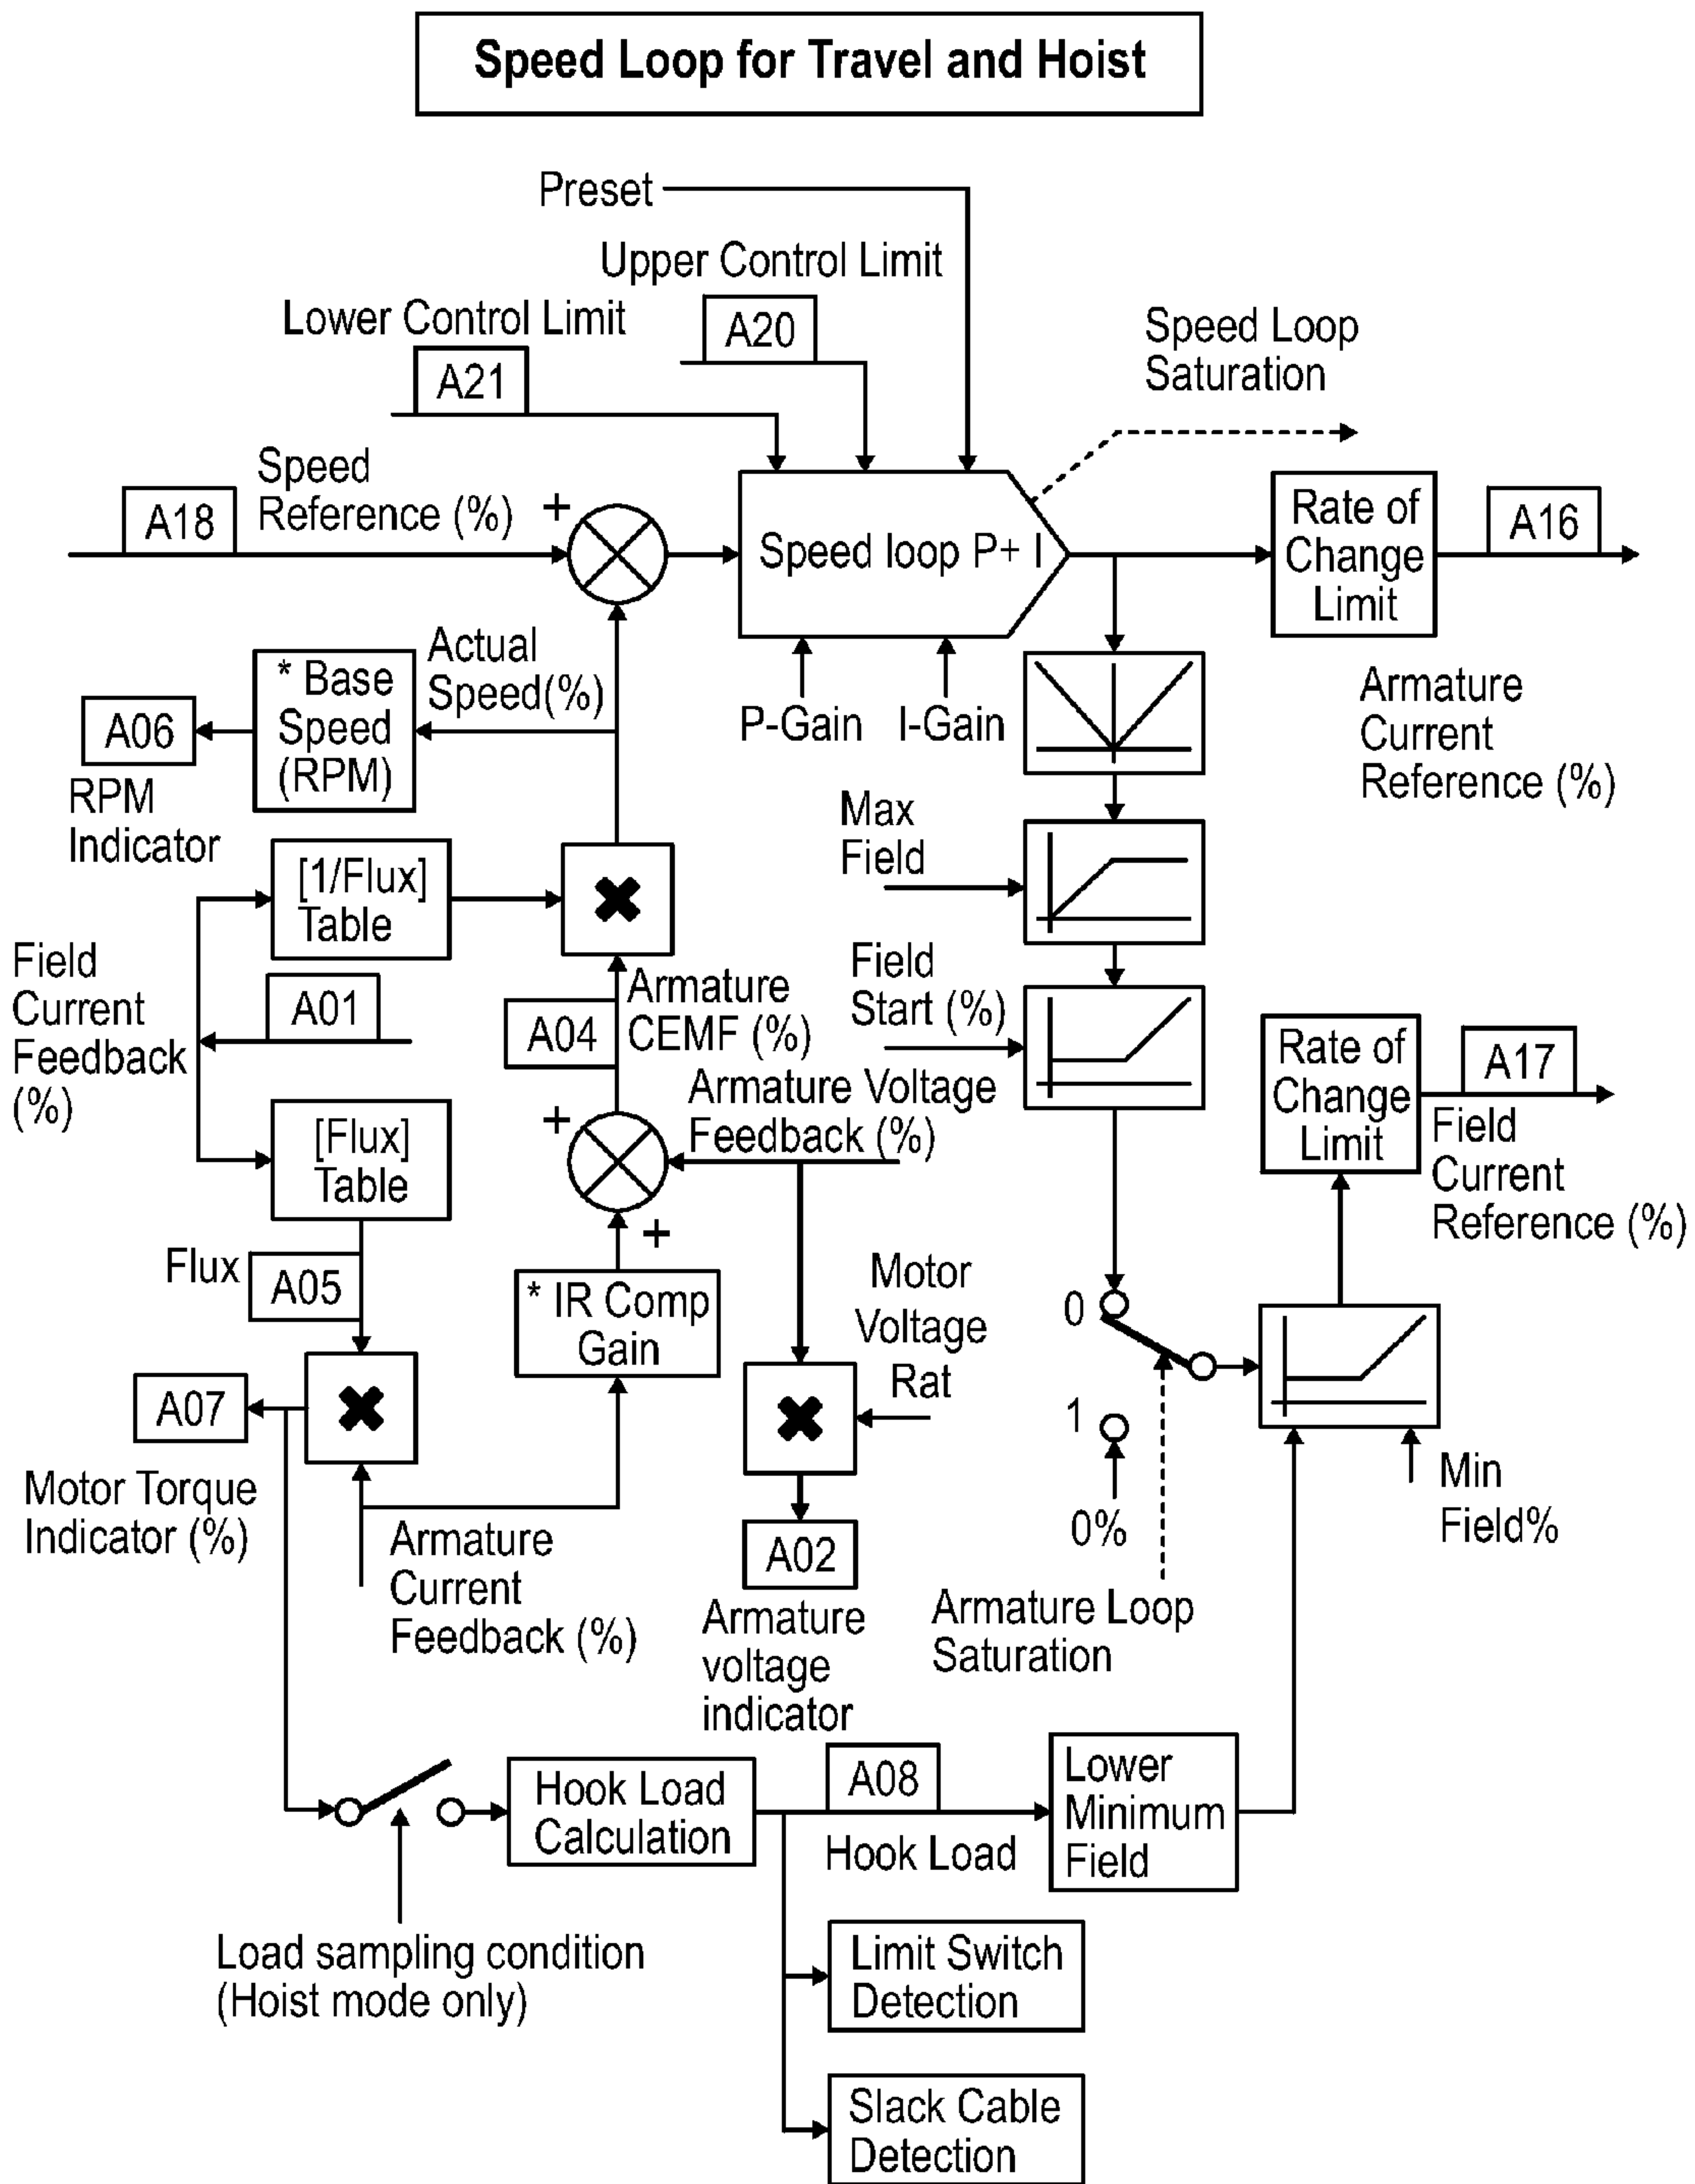 Speed Loop for Travel and Hoist
Preset
Upper Control Limit
A20
Lower Control Limit
A21
Speed Loop
Saturation
Speed
Reference (%)
A18
+
Speed loop P+ I
Rate of
Change
Limit
A16
Armature
Current
Reference (%)
P-Gain
I-Gain
Actual
Speed(%)
* Base
Speed
(RPM)
A06
RPM
Indicator
Max
Field
[1/Flux]
Table
Field
Current
Feedback
(%)
A01
A04
Armature
CEMF (%)
Field
Start (%)
Rate of
Change
Limit
A17
Field
Current
Reference (%)
Armature Voltage
Feedback (%)
+
+
[Flux]
Table
Flux
A05
* IR Comp
Gain
Motor
Voltage
Rat
0
1
0%
A07
Motor Torque
Indicator (%)
Armature
Current
Feedback (%)
A02
Armature
voltage
indicator
Armature Loop
Saturation
Min
Field%
Hook Load
Calculation
A08
Hook Load
Lower
Minimum
Field
Load sampling condition
(Hoist mode only)
Limit Switch
Detection
Slack Cable
Detection